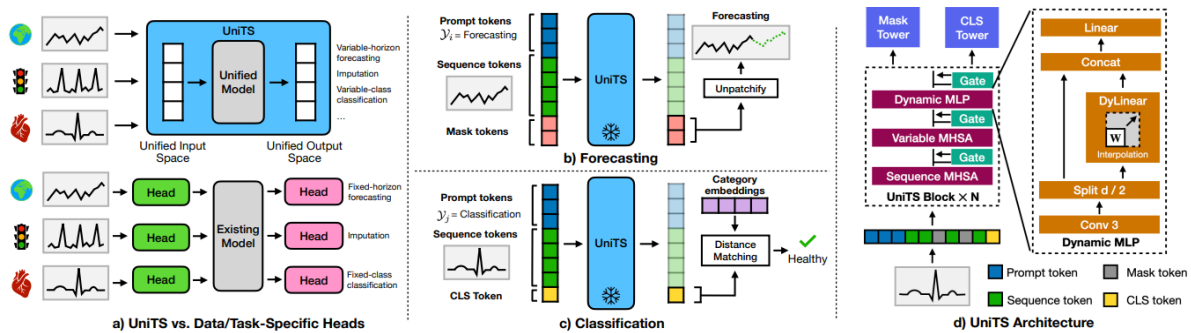 UniTS
Unified
Model
Variable-horizon
forecasting
Imputation
Variable-class
classification
...
Unified Input
Space
Unified Output
Space
Head
Head
Head
Existing
Model
Head
Head
Head
Fixed-horizon
forecasting
Imputation
Fixed-class
classification
a) UniTS vs. Data/Task-Specific Heads
Prompt tokens
𝒴ᵢ = Forecasting
Sequence tokens
Mask tokens
UniTS
Forecasting
Unpatchify
b) Forecasting
Prompt tokens
𝒴ⱼ = Classification
Sequence tokens
CLS Token
UniTS
Category
embeddings
Distance
Matching
Healthy
c) Classification
Mask
Tower
CLS
Tower
Gate
Dynamic MLP
Gate
Variable MHSA
Gate
Sequence MHSA
UniTS Block × N
Linear
Concat
DyLinear
W
Interpolation
Split d / 2
Conv 3
Dynamic MLP
Prompt token
Mask token
Sequence token
CLS token
d) UniTS Architecture